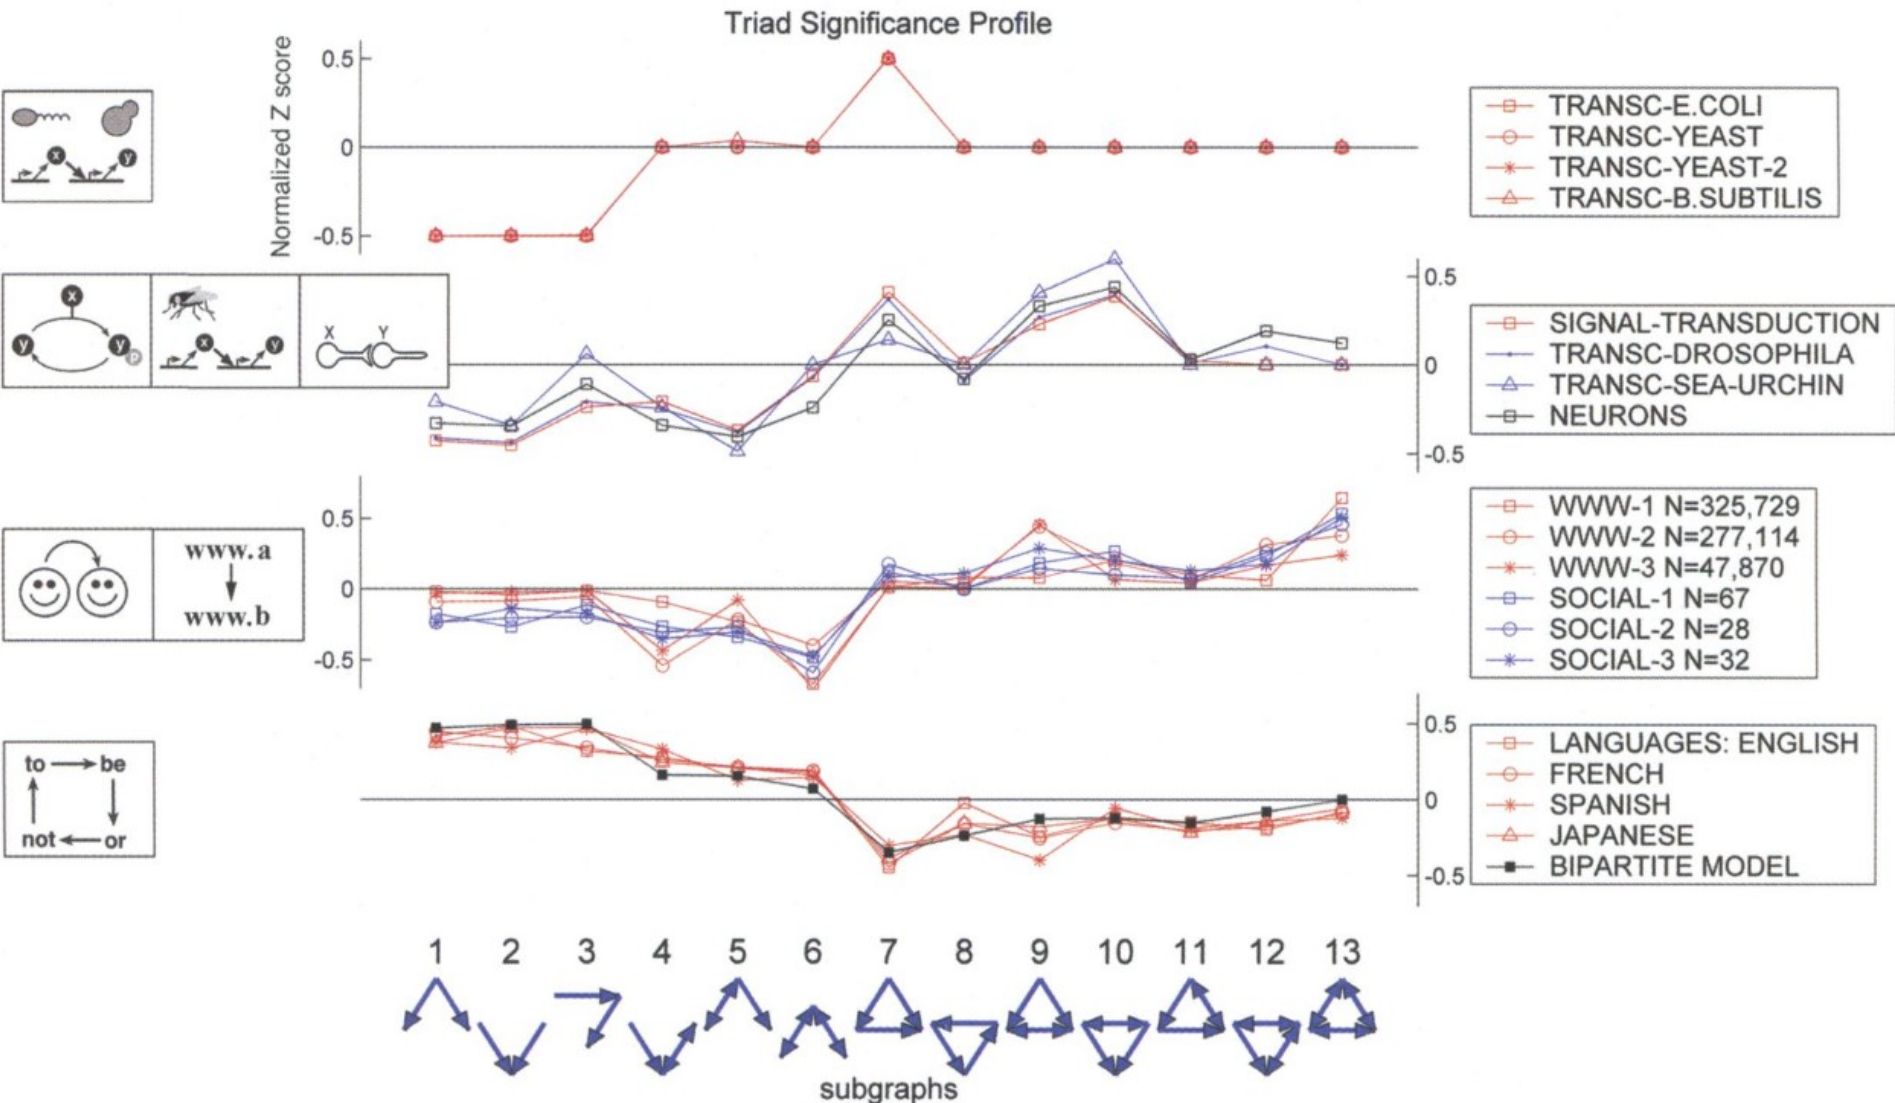 Triad Significance Profile
Normalized Z score
0.5
0
-0.5
x
y
TRANSC-E.COLI
TRANSC-YEAST
TRANSC-YEAST-2
TRANSC-B.SUBTILIS
x
y
y
p
x
y
X Y
0.5
0
-0.5
SIGNAL-TRANSDUCTION
TRANSC-DROSOPHILA
TRANSC-SEA-URCHIN
NEURONS
www.a
www.b
0.5
0
-0.5
WWW-1 N=325,729
WWW-2 N=277,114
WWW-3 N=47,870
SOCIAL-1 N=67
SOCIAL-2 N=28
SOCIAL-3 N=32
to be
not or
0.5
0
-0.5
LANGUAGES: ENGLISH
FRENCH
SPANISH
JAPANESE
BIPARTITE MODEL
1 2 3 4 5 6 7 8 9 10 11 12 13
subgraphs